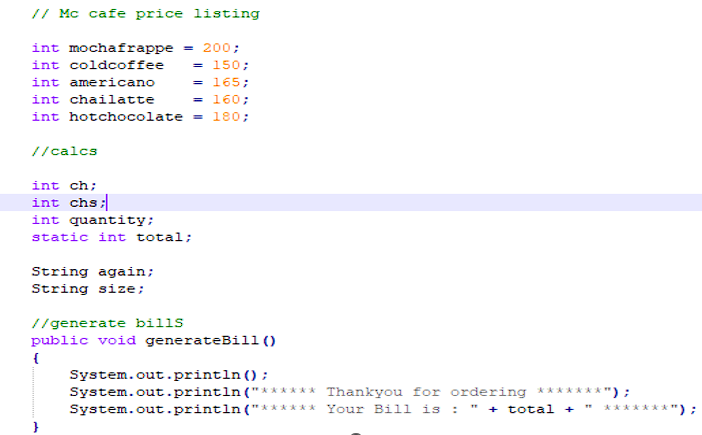 // Mc cafe price listing
int mochafrappe = 200;
int coldcoffee   = 150;
int americano    = 165;
int chailatte    = 160;
int hotchocolate = 180;
//calcs
int ch;
int chs;
int quantity;
static int total;
String again;
String size;
//generate billS
public void generateBill()
{
    System.out.println();
    System.out.println("****** Thankyou for ordering *******");
    System.out.println("****** Your Bill is : " + total + " *******");
}